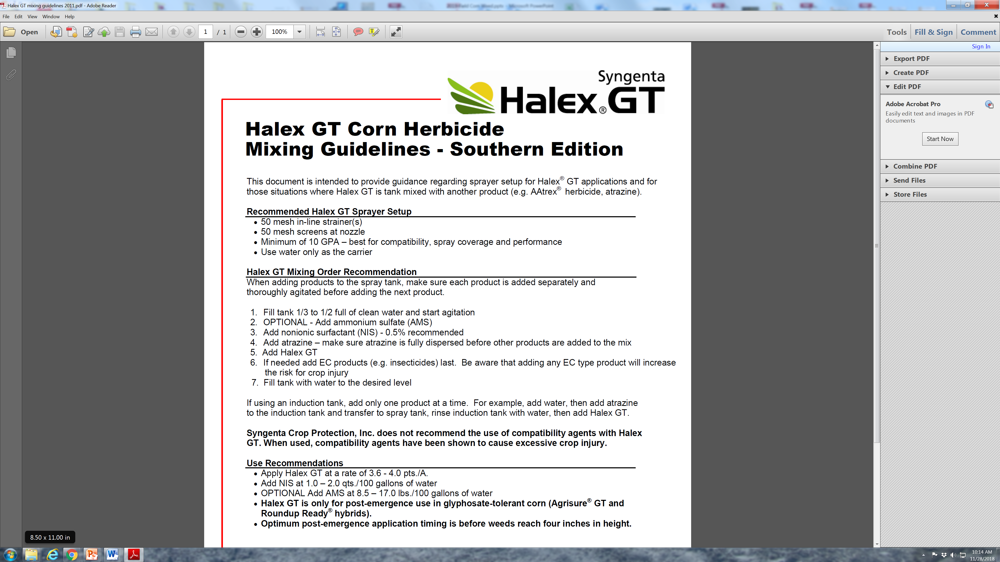 Halex GT mixing guidelines 2011.pdf - Adobe Reader
File Edit View Window Help
Open 1 / 1 100% Tools Fill & Sign Comment
Sign In
Export PDF
Create PDF
Edit PDF
Adobe Acrobat Pro
Easily edit text and images in PDF
documents
Start Now
Combine PDF
Send Files
Store Files
Syngenta
Halex® GT
Halex GT Corn Herbicide
Mixing Guidelines - Southern Edition
This document is intended to provide guidance regarding sprayer setup for Halex® GT applications and for
those situations where Halex GT is tank mixed with another product (e.g. AAtrex® herbicide, atrazine).
Recommended Halex GT Sprayer Setup
• 50 mesh in-line strainer(s)
• 50 mesh screens at nozzle
• Minimum of 10 GPA – best for compatibility, spray coverage and performance
• Use water only as the carrier
Halex GT Mixing Order Recommendation
When adding products to the spray tank, make sure each product is added separately and
thoroughly agitated before adding the next product.
1. Fill tank 1/3 to 1/2 full of clean water and start agitation
2. OPTIONAL - Add ammonium sulfate (AMS)
3. Add nonionic surfactant (NIS) - 0.5% recommended
4. Add atrazine – make sure atrazine is fully dispersed before other products are added to the mix
5. Add Halex GT
6. If needed add EC products (e.g. insecticides) last. Be aware that adding any EC type product will increase
the risk for crop injury
7. Fill tank with water to the desired level
If using an induction tank, add only one product at a time. For example, add water, then add atrazine
to the induction tank and transfer to spray tank, rinse induction tank with water, then add Halex GT.
Syngenta Crop Protection, Inc. does not recommend the use of compatibility agents with Halex
GT. When used, compatibility agents have been shown to cause excessive crop injury.
Use Recommendations
• Apply Halex GT at a rate of 3.6 - 4.0 pts./A.
• Add NIS at 1.0 – 2.0 qts./100 gallons of water
• OPTIONAL Add AMS at 8.5 – 17.0 lbs./100 gallons of water
• Halex GT is only for post-emergence use in glyphosate-tolerant corn (Agrisure® GT and
Roundup Ready® hybrids).
• Optimum post-emergence application timing is before weeds reach four inches in height.
8.50 x 11.00 in
10:14 AM
11/28/2018